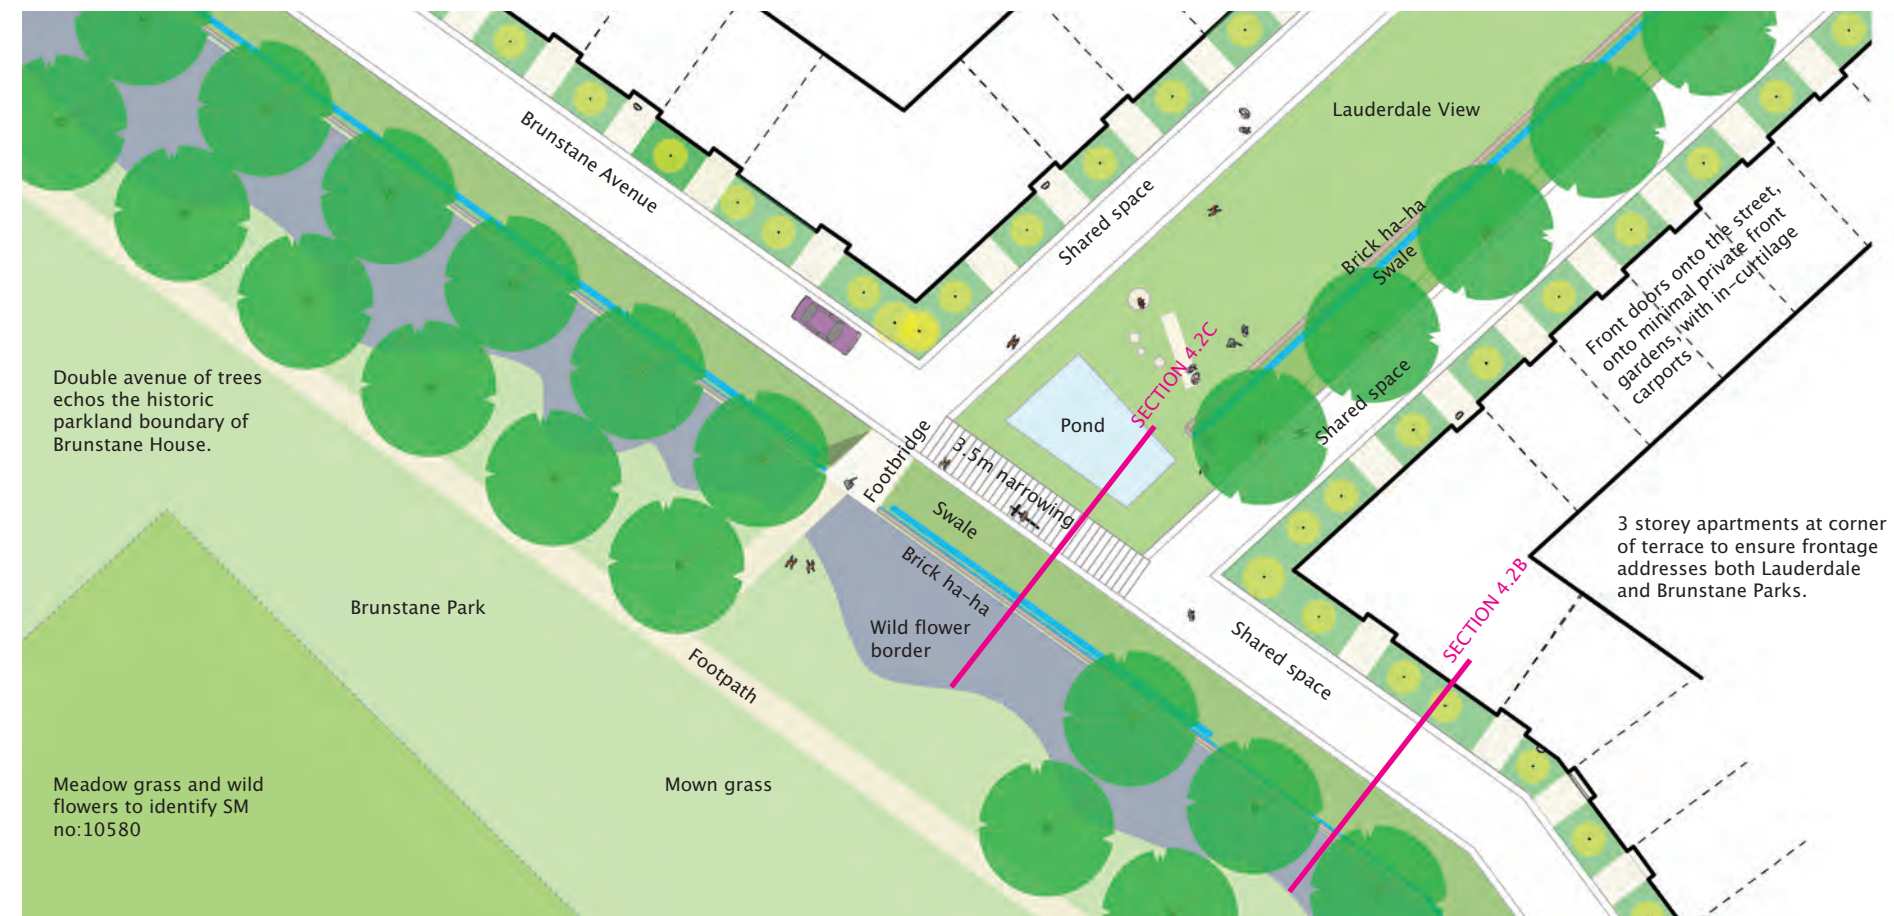 Lauderdale View
Brunstane Avenue
Shared space
Brick ha-ha
Swale
Front doors onto the street,
onto minimal private front
gardens, with in-curtilage
carports
Shared space
SECTION 4.2C
Double avenue of trees
echos the historic
parkland boundary of
Brunstane House.
Pond
Footbridge
3.5m narrowing
Swale
Brick ha-ha
3 storey apartments at corner
of terrace to ensure frontage
addresses both Lauderdale
and Brunstane Parks.
SECTION 4.2B
Brunstane Park
Wild flower
border
Shared space
Footpath
Meadow grass and wild
flowers to identify SM
no:10580
Mown grass